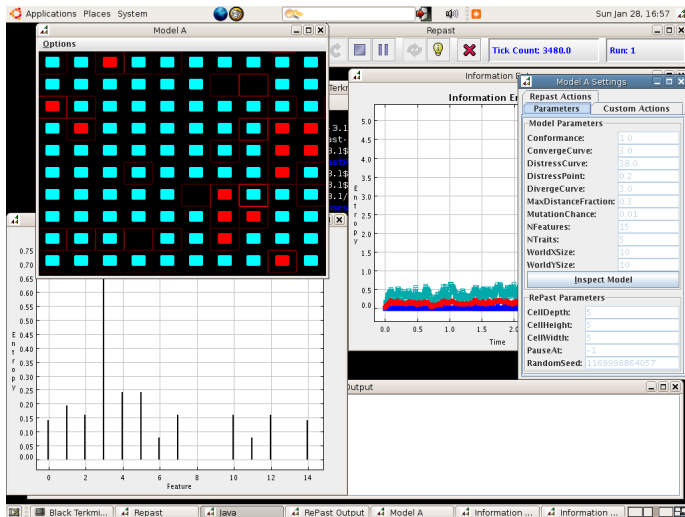 Applications Places System
Sun Jan 28, 16:57
Model A
Options
Repast
Tick Count: 3480.0
Run: 1
Information En
Information En
5.0
4.5
4.0
3.5
3.0
2.5
2.0
1.5
1.0
0.5
0.0
Entropy
0.0 0.5 1.0 1.5 2.0
Time
Model A Settings
Repast Actions
Parameters Custom Actions
Model Parameters
Conformance: 1.0
ConvergeCurve: 3.0
DistressCurve: 38.0
DistressPoint: 0.2
DivergeCurve: 3.0
MaxDistanceFraction: 0.3
MutationChance: 0.01
NFeatures: 15
NTraits: 5
WorldXSize: 10
WorldYSize: 10
Inspect Model
RePast Parameters
CellDepth: 5
CellHeight: 5
CellWidth: 5
PauseAt: -1
RandomSeed: 1169998864057
0.75
0.70
0.65
0.60
0.55
0.50
0.45
0.40
0.35
0.30
0.25
0.20
0.15
0.10
0.05
0.00
Entropy
0 2 4 6 8 10 12 14
Feature
Output
Black Terkmi... Repast Java RePast Output Model A Information ... Information ...